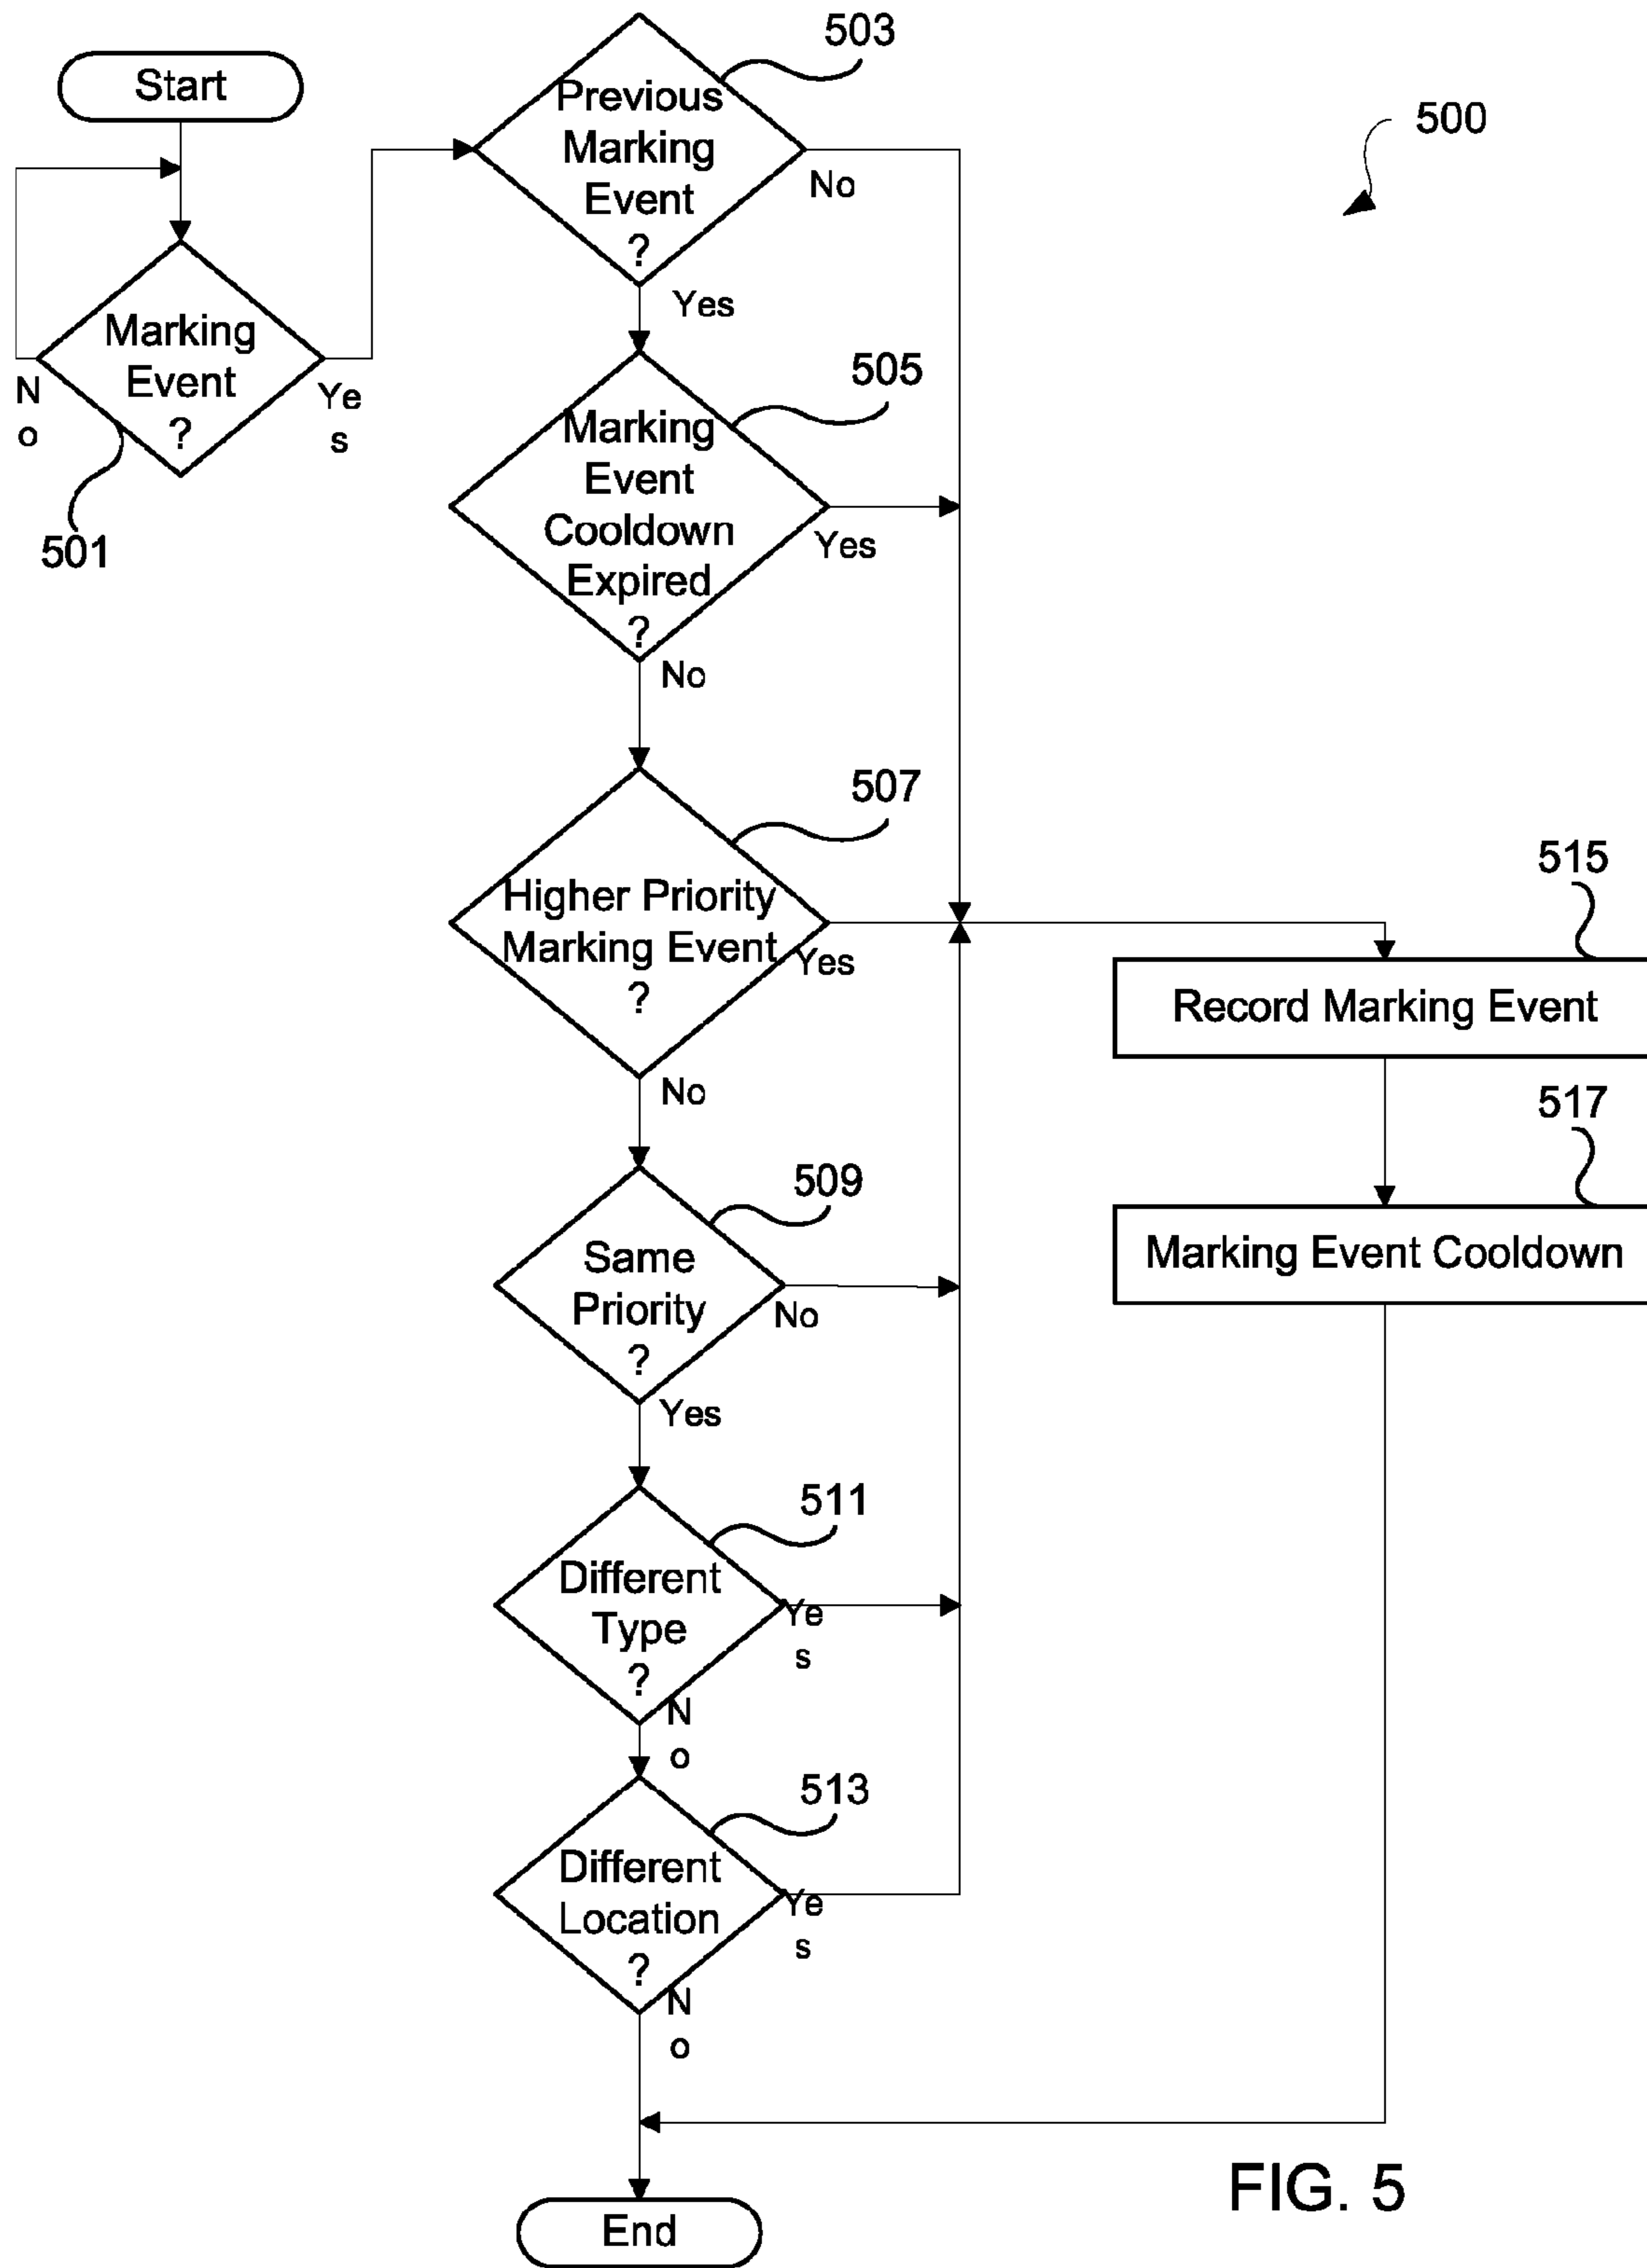 Start
503
Previous
Marking
Event
?
No
Yes
500
Marking
Event
?
N
o
Ye
s
501
505
Marking
Event
Cooldown
Expired
?
Yes
No
507
Higher Priority
Marking Event
?
Yes
No
515
Record Marking Event
517
Marking Event Cooldown
509
Same
Priority
?
No
Yes
511
Different
Type
?
Ye
s
N
o
513
Different
Location
?
Ye
s
N
o
End
FIG. 5